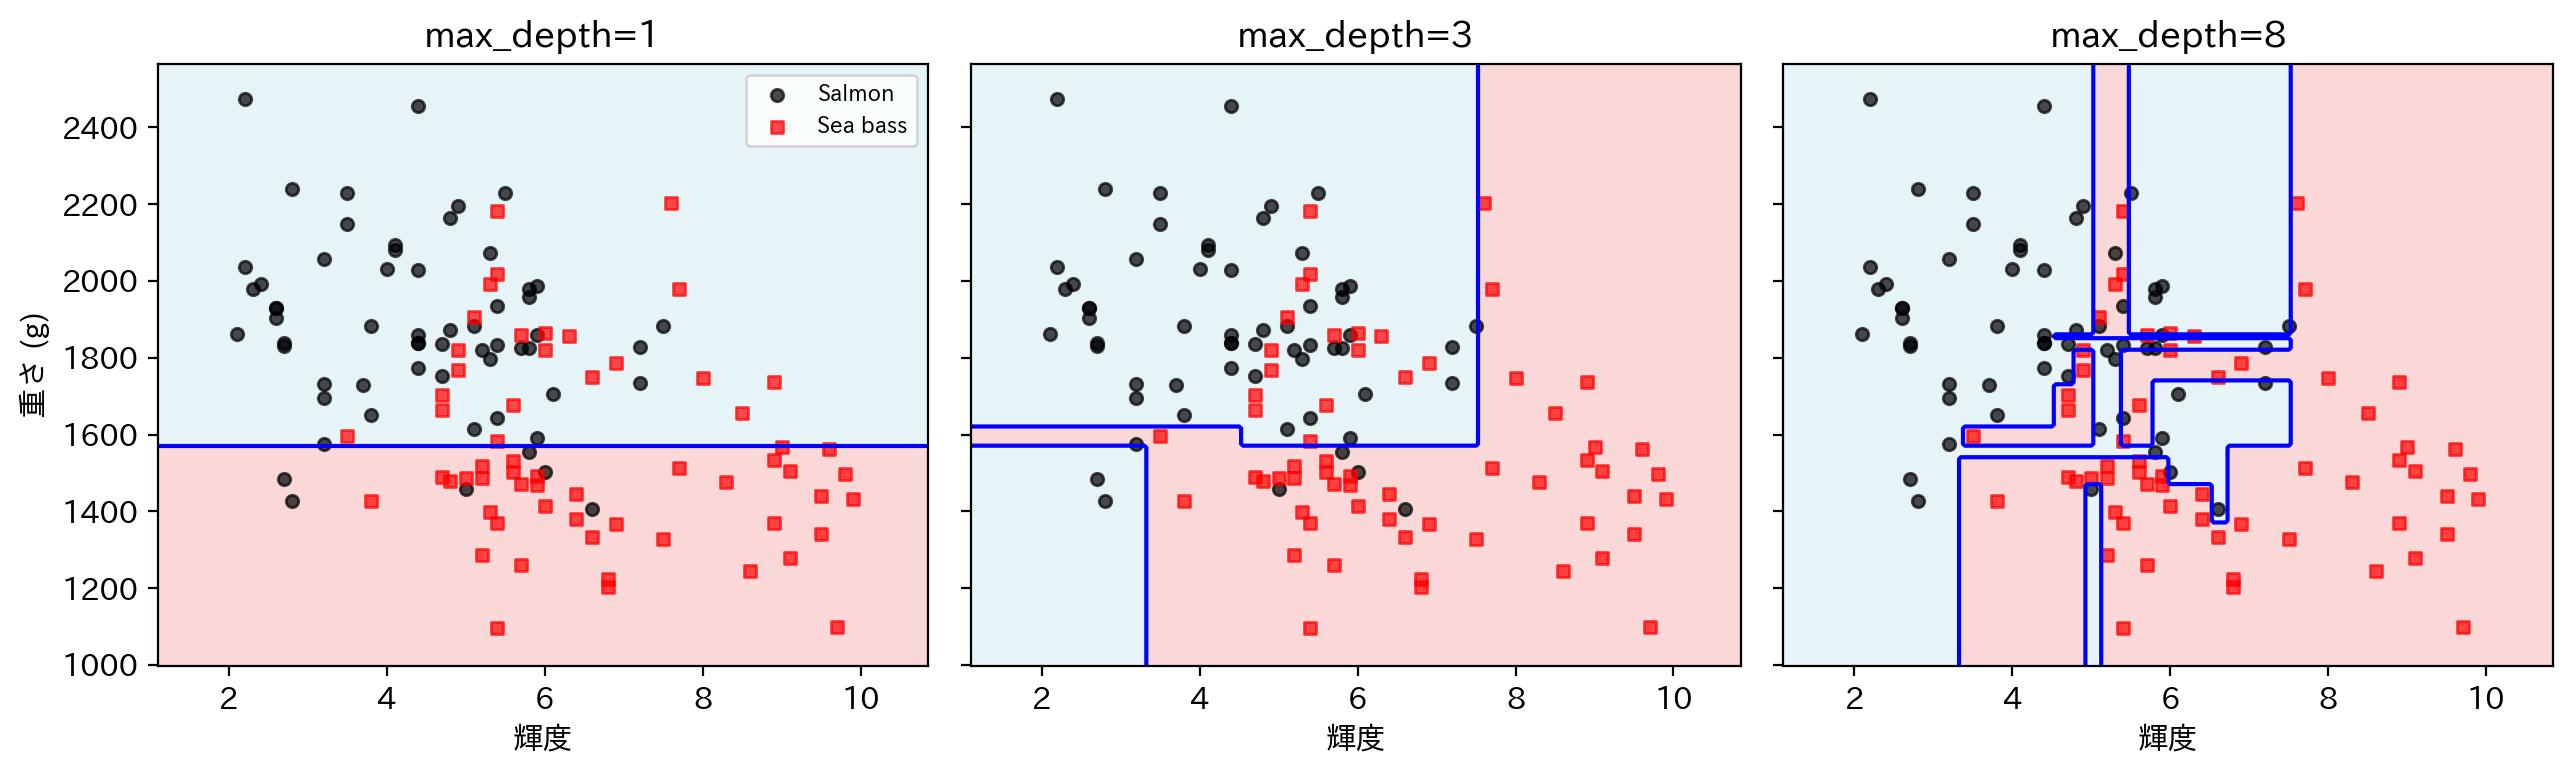 max_depth=1
max_depth=3
max_depth=8
Salmon
Sea bass
重さ (g)
2400
2200
2000
1800
1600
1400
1200
1000
2 4 6 8 10
2 4 6 8 10
2 4 6 8 10
輝度
輝度
輝度